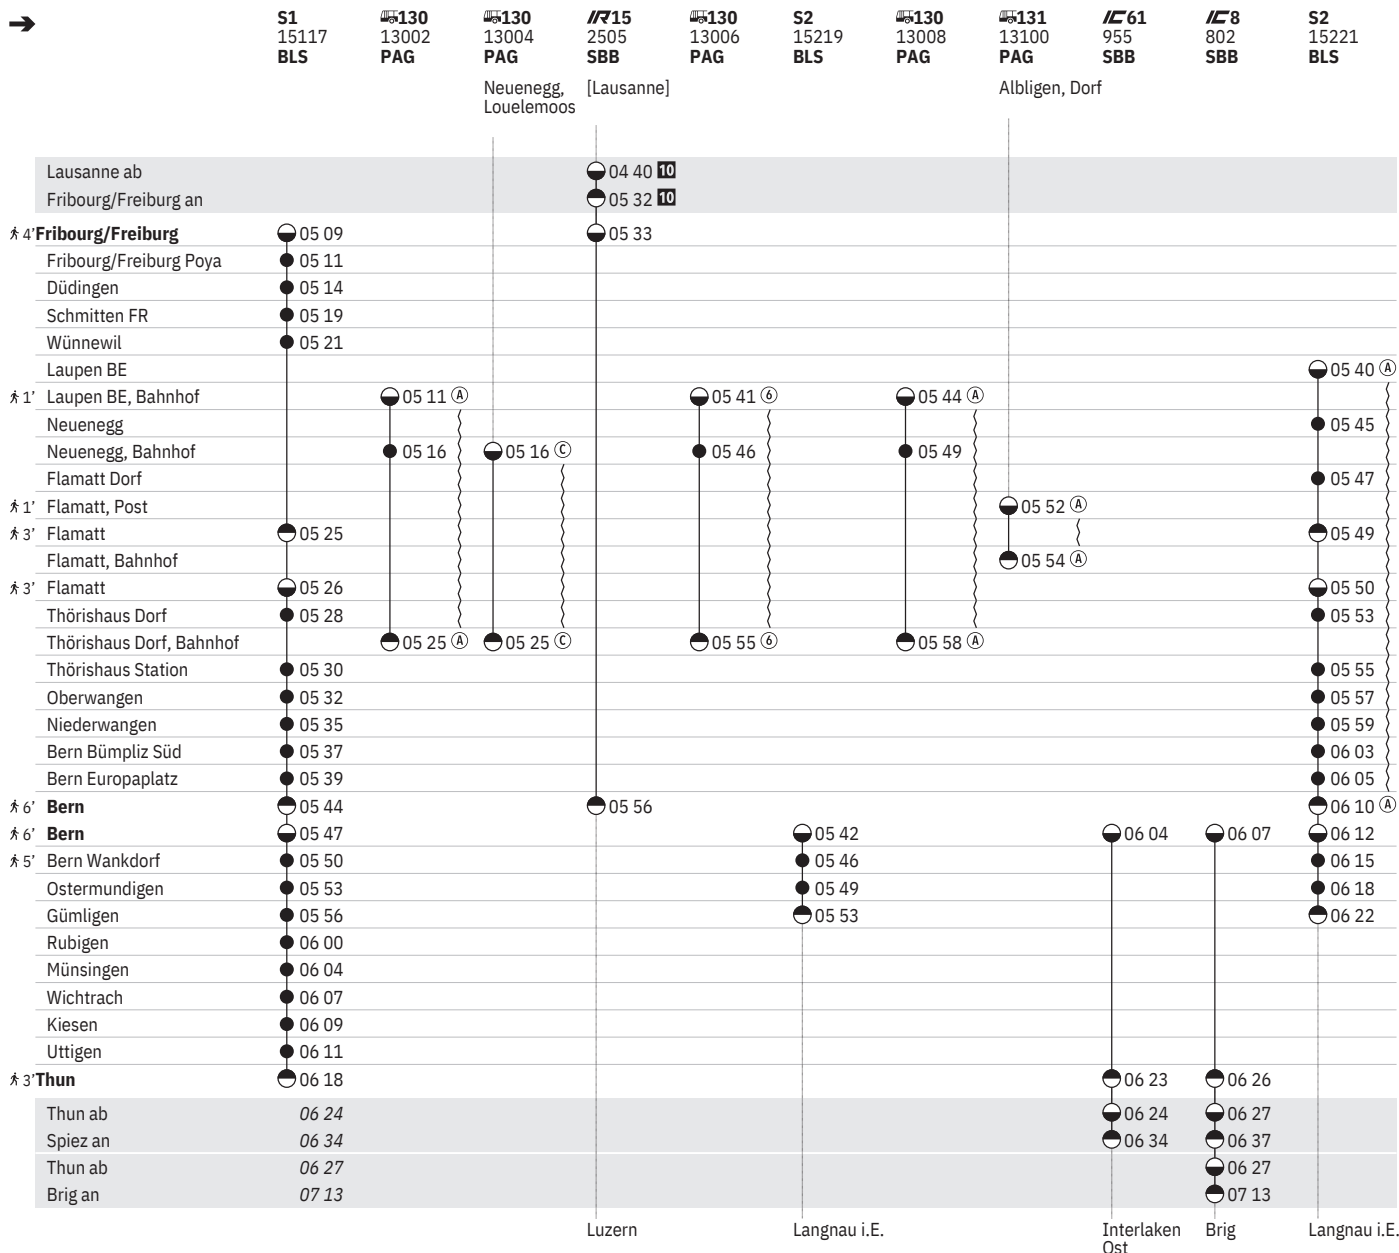 S1 130 130 IR15 130 S2 130 131 IC61 IC8 S2
15117 13002 13004 2505 13006 15219 13008 13100 955 802 15221
BLS PAG PAG SBB PAG BLS PAG PAG SBB SBB BLS
Neuenegg, [Lausanne] Albligen, Dorf
Louelemoos
Lausanne ab 04 40 10
Fribourg/Freiburg an 05 32 10
4' Fribourg/Freiburg 05 09 05 33
Fribourg/Freiburg Poya 05 11
Düdingen 05 14
Schmitten FR 05 19
Wünnewil 05 21
Laupen BE 05 40 A
1' Laupen BE, Bahnhof 05 11 A 05 41 6 05 44 A
Neuenegg 05 45
Neuenegg, Bahnhof 05 16 05 16 C 05 46 05 49
Flamatt Dorf 05 47
1' Flamatt, Post 05 52 A
3' Flamatt 05 25 05 49
Flamatt, Bahnhof 05 54 A
3' Flamatt 05 26 05 50
Thörishaus Dorf 05 28 05 53
Thörishaus Dorf, Bahnhof 05 25 A 05 25 C 05 55 6 05 58 A
Thörishaus Station 05 30 05 55
Oberwangen 05 32 05 57
Niederwangen 05 35 05 59
Bern Bümpliz Süd 05 37 06 03
Bern Europaplatz 05 39 06 05
6' Bern 05 44 05 56 06 10 A
6' Bern 05 47 05 42 06 04 06 07 06 12
5' Bern Wankdorf 05 50 05 46 06 15
Ostermundigen 05 53 05 49 06 18
Gümligen 05 56 05 53 06 22
Rubigen 06 00
Münsingen 06 04
Wichtrach 06 07
Kiesen 06 09
Uttigen 06 11
3' Thun 06 18 06 23 06 26
Thun ab 06 24 06 24 06 27
Spiez an 06 34 06 34 06 37
Thun ab 06 27 06 27
Brig an 07 13 07 13
Luzern Langnau i.E. Interlaken Brig Langnau i.E.
Ost